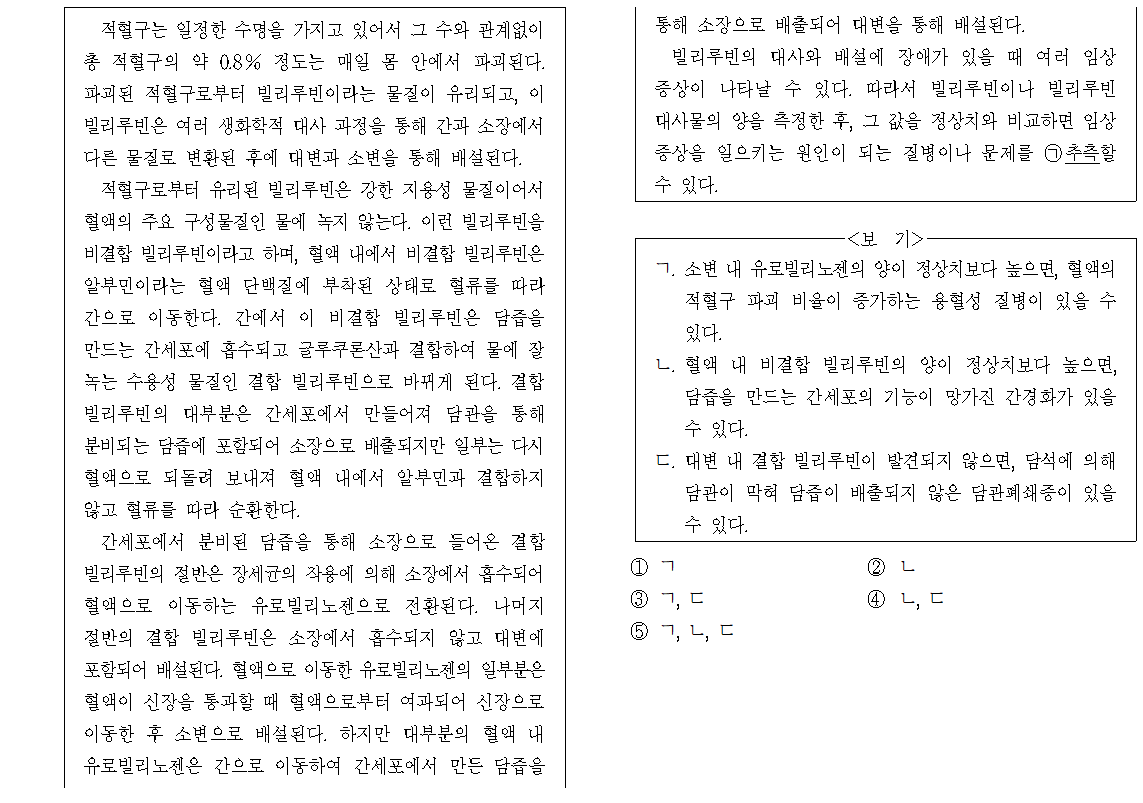 적혈구는 일정한 수명을 가지고 있어서 그 수와 관계없이
총 적혈구의 약 0.8% 정도는 매일 몸 안에서 파괴된다.
파괴된 적혈구로부터 빌리루빈이라는 물질이 유리되고, 이
빌리루빈은 여러 생화학적 대사 과정을 통해 간과 소장에서
다른 물질로 변환된 후에 대변과 소변을 통해 배설된다.
적혈구로부터 유리된 빌리루빈은 강한 지용성 물질이어서
혈액의 주요 구성물질인 물에 녹지 않는다. 이런 빌리루빈을
비결합 빌리루빈이라고 하며, 혈액 내에서 비결합 빌리루빈은
알부민이라는 혈액 단백질에 부착된 상태로 혈류를 따라
간으로 이동한다. 간에서 이 비결합 빌리루빈은 담즙을
만드는 간세포에 흡수되고 글루쿠론산과 결합하여 물에 잘
녹는 수용성 물질인 결합 빌리루빈으로 바뀌게 된다. 결합
빌리루빈의 대부분은 간세포에서 만들어져 담관을 통해
분비되는 담즙에 포함되어 소장으로 배출되지만 일부는 다시
혈액으로 되돌려 보내져 혈액 내에서 알부민과 결합하지
않고 혈류를 따라 순환한다.
간세포에서 분비된 담즙을 통해 소장으로 들어온 결합
빌리루빈의 절반은 장세균의 작용에 의해 소장에서 흡수되어
혈액으로 이동하는 유로빌리노젠으로 전환된다. 나머지
절반의 결합 빌리루빈은 소장에서 흡수되지 않고 대변에
포함되어 배설된다. 혈액으로 이동한 유로빌리노젠의 일부분은
혈액이 신장을 통과할 때 혈액으로부터 여과되어 신장으로
이동한 후 소변으로 배설된다. 하지만 대부분의 혈액 내
유로빌리노젠은 간으로 이동하여 간세포에서 만든 담즙을
통해 소장으로 배출되어 대변을 통해 배설된다.
빌리루빈의 대사와 배설에 장애가 있을 때 여러 임상
증상이 나타날 수 있다. 따라서 빌리루빈이나 빌리루빈
대사물의 양을 측정한 후, 그 값을 정상치와 비교하면 임상
증상을 일으키는 원인이 되는 질병이나 문제를 ㉠추측할
수 있다.
<보 기>
ㄱ. 소변 내 유로빌리노젠의 양이 정상치보다 높으면, 혈액의
적혈구 파괴 비율이 증가하는 용혈성 질병이 있을 수
있다.
ㄴ. 혈액 내 비결합 빌리루빈의 양이 정상치보다 높으면,
담즙을 만드는 간세포의 기능이 망가진 간경화가 있을
수 있다.
ㄷ. 대변 내 결합 빌리루빈이 발견되지 않으면, 담석에 의해
담관이 막혀 담즙이 배출되지 않은 담관폐쇄증이 있을
수 있다.
① ㄱ ② ㄴ
③ ㄱ, ㄷ ④ ㄴ, ㄷ
⑤ ㄱ, ㄴ, ㄷ